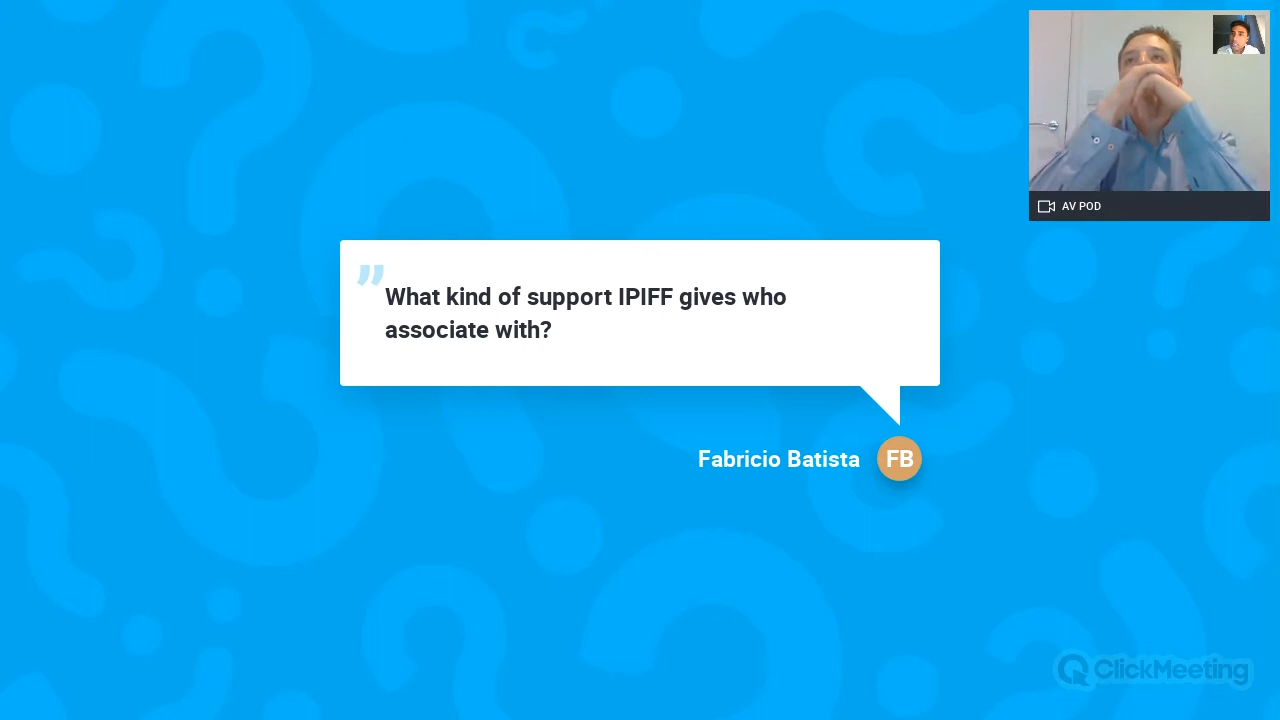 AV POD
”
What kind of support IPIFF gives who
associate with?
Fabricio Batista FB
ClickMeeting